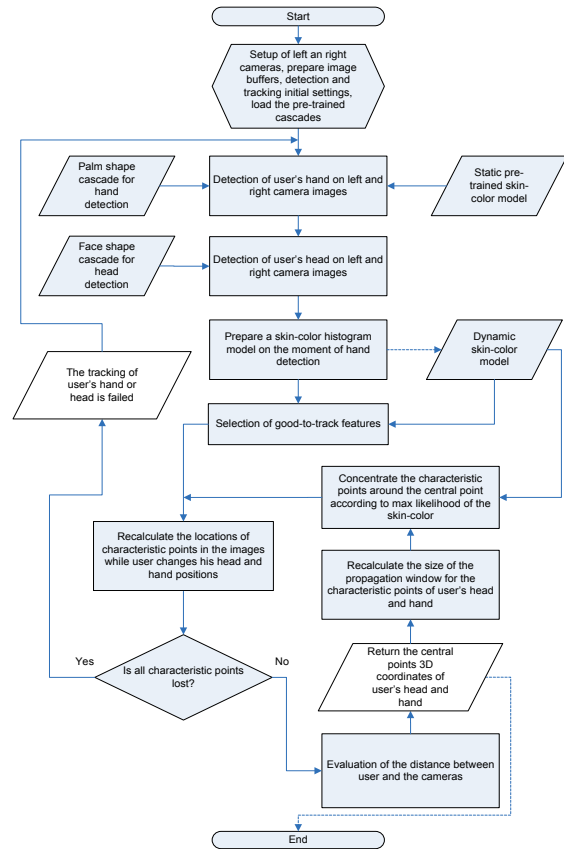 Start
Setup of left an right
cameras, prepare image
buffers, detection and
tracking initial settings,
load the pre-trained
cascades
Palm shape
cascade for
hand
detection
Detection of user's hand on left and
right camera images
Static pre-
trained skin-
color model
Face shape
cascade for
head
detection
Detection of user's head on left and
right camera images
Prepare a skin-color histogram
model on the moment of hand
detection
Dynamic
skin-color
model
The tracking of
user's hand or
head is failed
Selection of good-to-track features
Concentrate the characteristic
points around the central point
according to max likelihood of the
skin-color
Recalculate the locations of
characteristic points in the images
while user changes his head and
hand positions
Recalculate the size of the
propagation window for the
characteristic points of user's head
and hand
Yes
Is all characteristic points
lost?
No
Return the central
points 3D
coordinates of
user's head and
hand
Evaluation of the distance between
user and the cameras
End